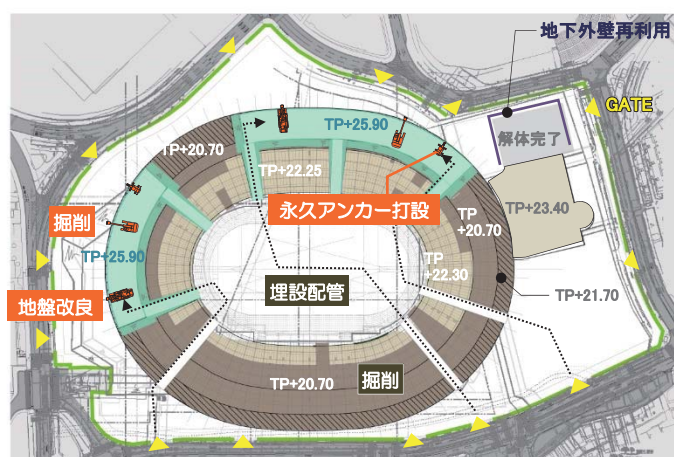 地下外壁再利用
GATE
解体完了
TP+25.90
TP+20.70
TP+22.25
永久アンカー打設
TP+23.40
掘削
TP
+20.70
TP+25.90
TP
+22.30
埋設配管
TP+21.70
地盤改良
TP+20.70
掘削